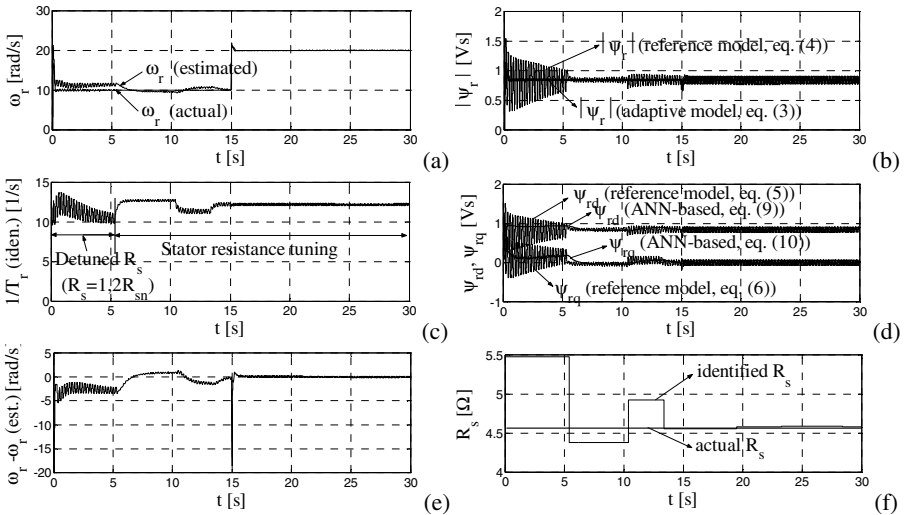 30
20
10
0
0 5 10 15 20 25 30
ω_r [rad/s]
ω_r (estimated)
ω_r (actual)
t [s]
(a)
2
1.5
1
0.5
0
0 5 10 15 20 25 30
|ψ_r| [Vs]
|ψ_r| (reference model, eq. (4))
|ψ_r| (adaptive model, eq. (3))
t [s]
(b)
15
10
5
0
0 5 10 15 20 25 30
1/T_r (iden.) [1/s]
Detuned R_s
(R_s=1.2R_sn)
Stator resistance tuning
t [s]
(c)
2
1
0
-1
0 5 10 15 20 25 30
ψ_rd, ψ_rq [Vs]
ψ_rd (reference model, eq. (5))
ψ_rd (ANN-based, eq. (9))
ψ_rq (ANN-based, eq. (10))
ψ_rq (reference model, eq. (6))
t [s]
(d)
5
0
-5
-10
-15
-20
0 5 10 15 20 25 30
ω_r -ω_r (est.) [rad/s]
t [s]
(e)
5.5
5
4.5
4
0 5 10 15 20 25 30
R_s [Ω]
identified R_s
actual R_s
t [s]
(f)